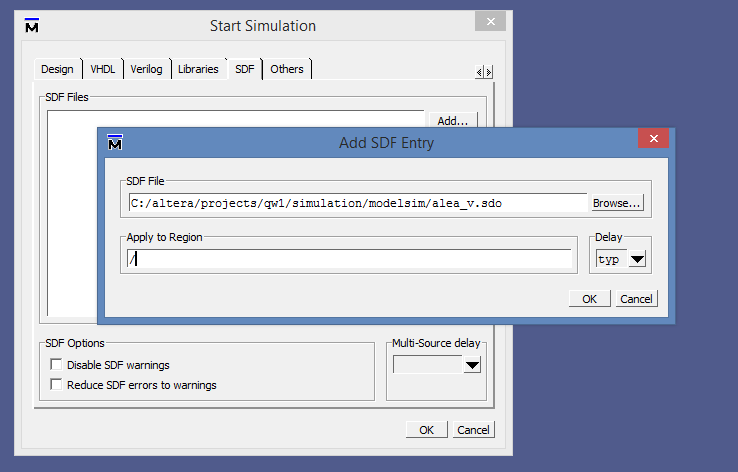 Start Simulation
Design VHDL Verilog Libraries SDF Others
SDF Files
Add...
Add SDF Entry
SDF File
C:/altera/projects/qw1/simulation/modelsim/alea_v.sdo Browse...
Apply to Region Delay
/ typ
OK Cancel
SDF Options Multi-Source delay
Disable SDF warnings
Reduce SDF errors to warnings
OK Cancel